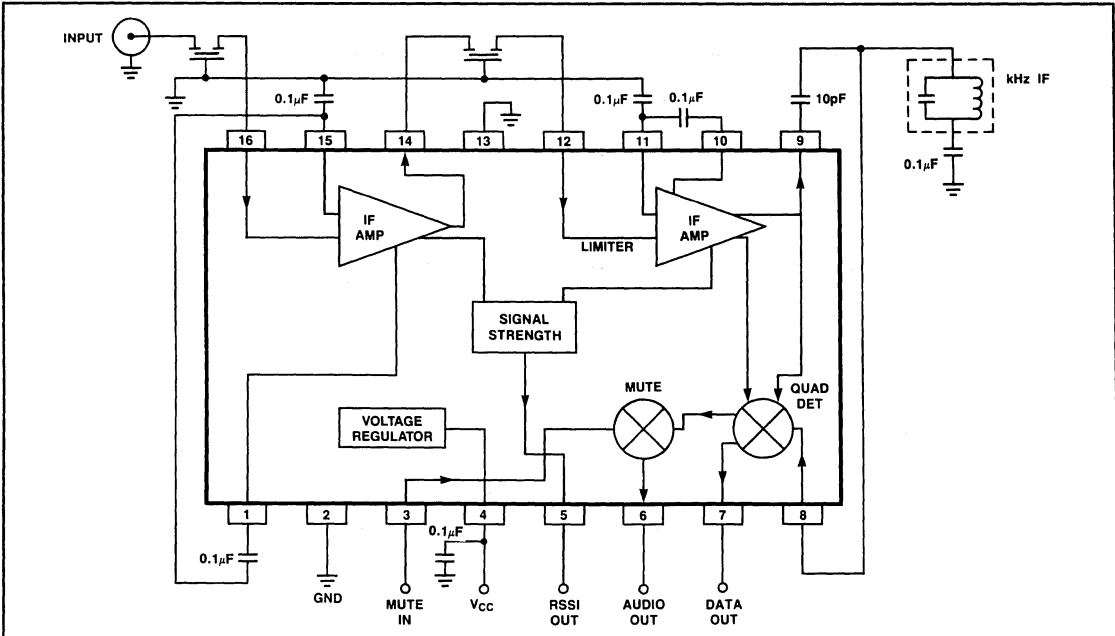 INPUT
kHz IF
0.1μF
0.1μF
0.1μF
10pF
0.1μF
16
15
14
13
12
11
10
9
IF
AMP
IF
AMP
LIMITER
SIGNAL
STRENGTH
MUTE
QUAD
DET
VOLTAGE
REGULATOR
1
2
3
4
5
6
7
8
0.1μF
0.1μF
GND
MUTE
IN
VCC
RSSI
OUT
AUDIO
OUT
DATA
OUT